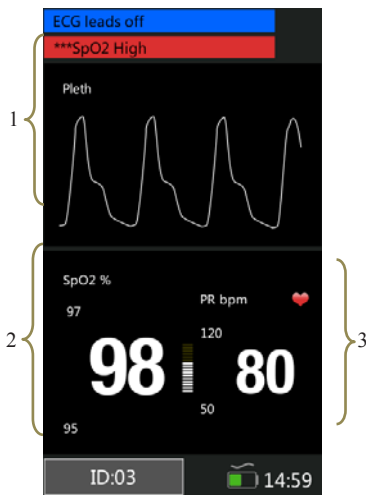 ECG leads off
***SpO2 High
Pleth
1
SpO2 %
97
98
95
PR bpm
120
80
50
2
3
ID:03
14:59